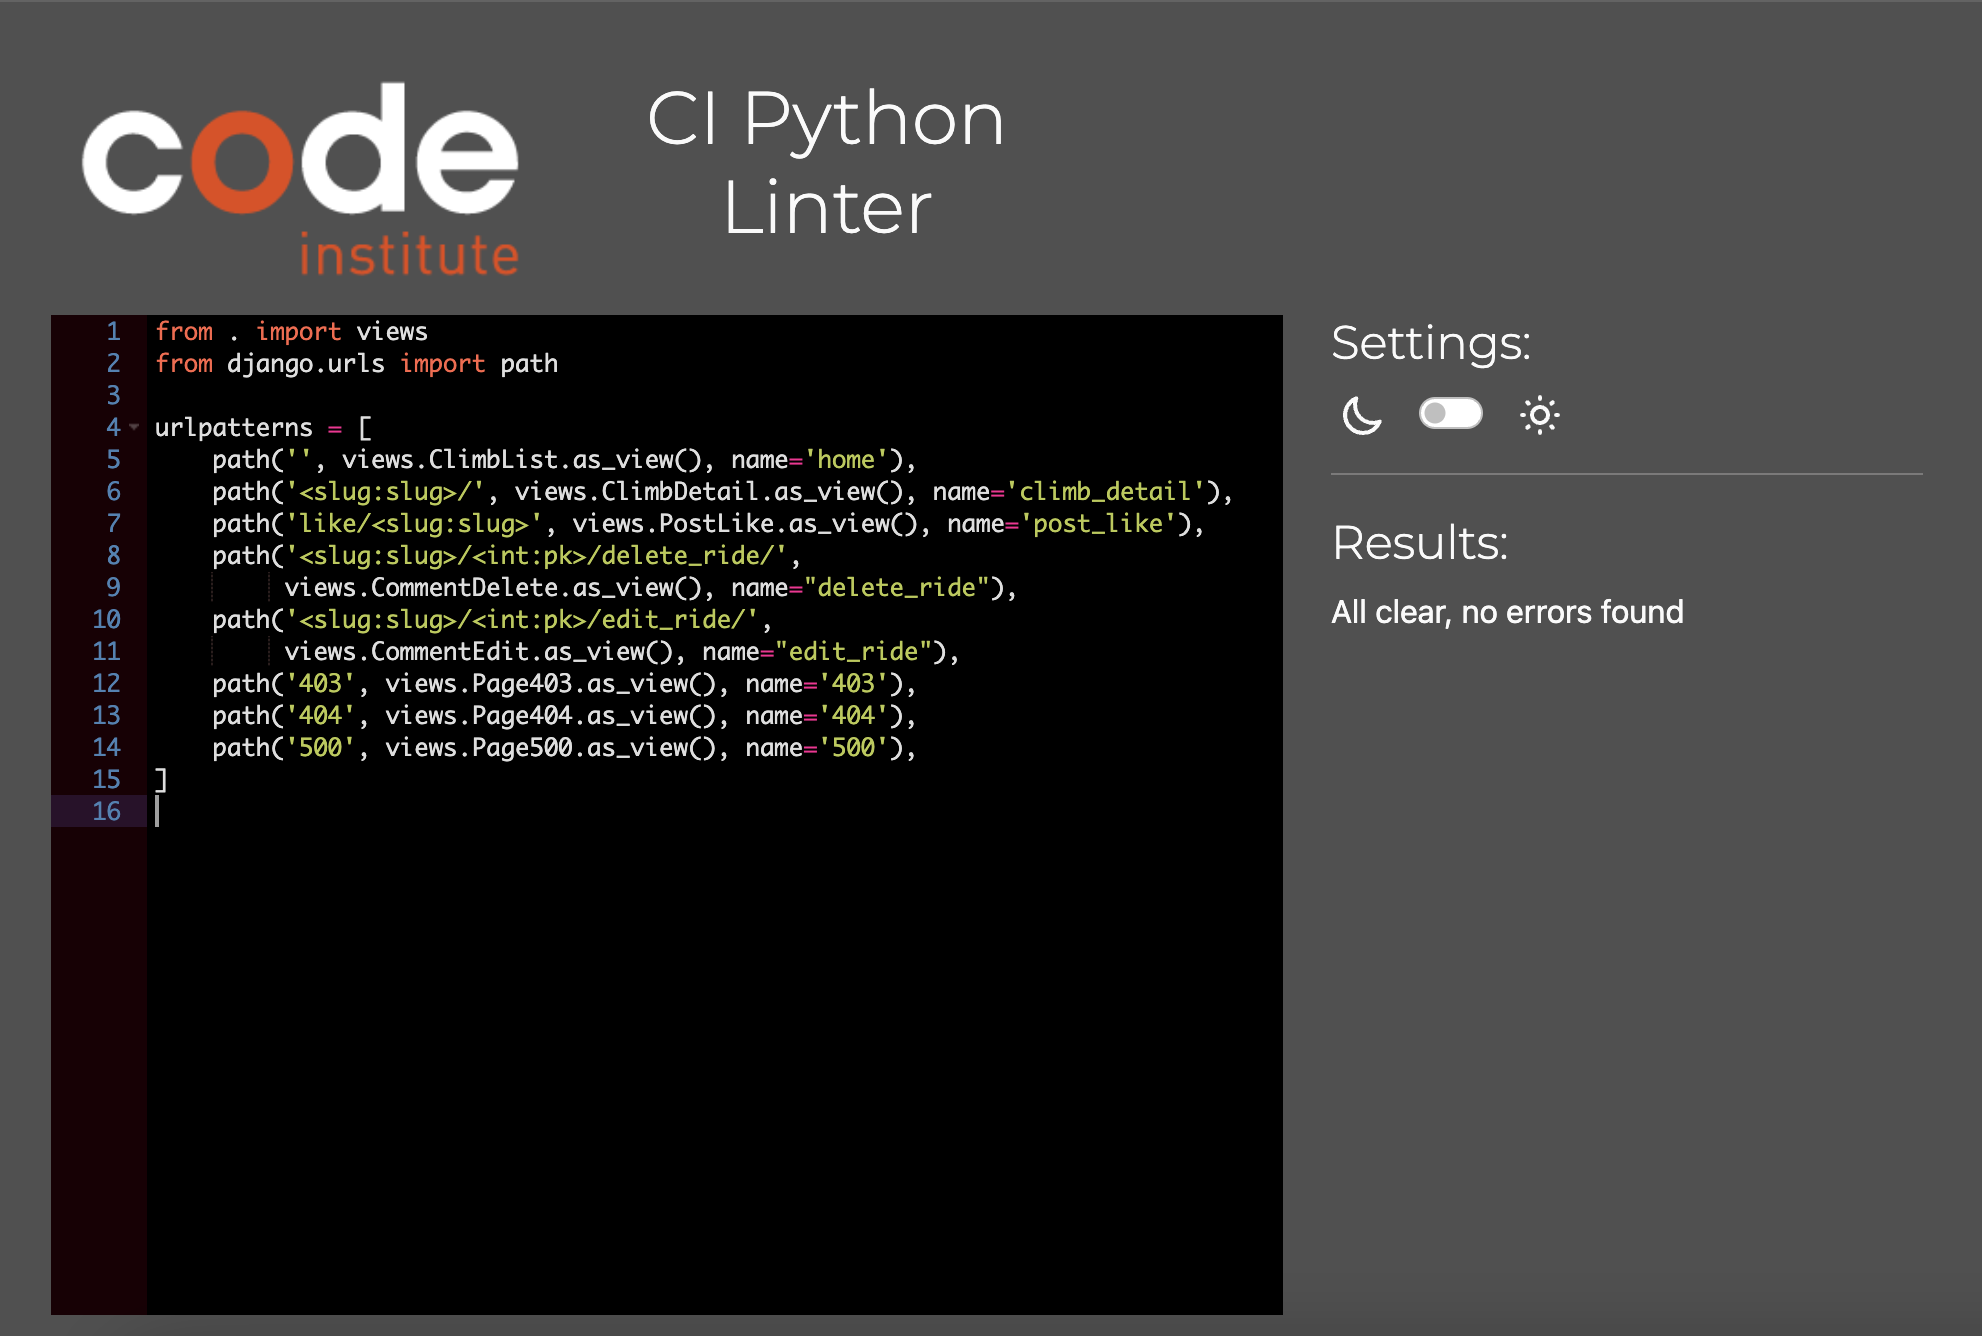 code
institute
CI Python
Linter
1 from . import views
2 from django.urls import path
3
4 urlpatterns = [
5     path('', views.ClimbList.as_view(), name='home'),
6     path('<slug:slug>/', views.ClimbDetail.as_view(), name='climb_detail'),
7     path('like/<slug:slug>', views.PostLike.as_view(), name='post_like'),
8     path('<slug:slug>/<int:pk>/delete_ride/',
9          views.CommentDelete.as_view(), name="delete_ride"),
10     path('<slug:slug>/<int:pk>/edit_ride/',
11          views.CommentEdit.as_view(), name="edit_ride"),
12     path('403', views.Page403.as_view(), name='403'),
13     path('404', views.Page404.as_view(), name='404'),
14     path('500', views.Page500.as_view(), name='500'),
15 ]
16
Settings:
Results:
All clear, no errors found